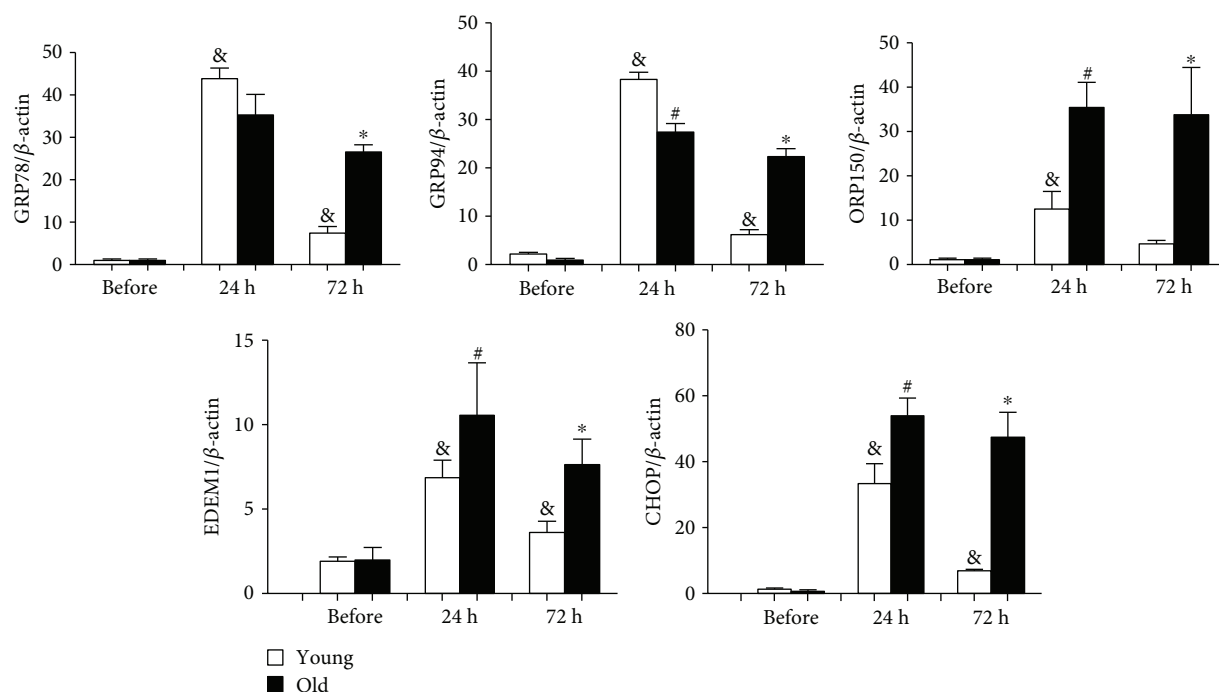 GRP78/β-actin
50
40
30
20
10
0
&
&
*
Before
24 h
72 h
GRP94/β-actin
50
40
30
20
10
0
&
#
&
*
Before
24 h
72 h
ORP150/β-actin
50
40
30
20
10
0
&
#
*
Before
24 h
72 h
EDEM1/β-actin
15
10
5
0
&
#
&
*
Before
24 h
72 h
CHOP/β-actin
80
60
40
20
0
&
#
&
*
Before
24 h
72 h
Young
Old